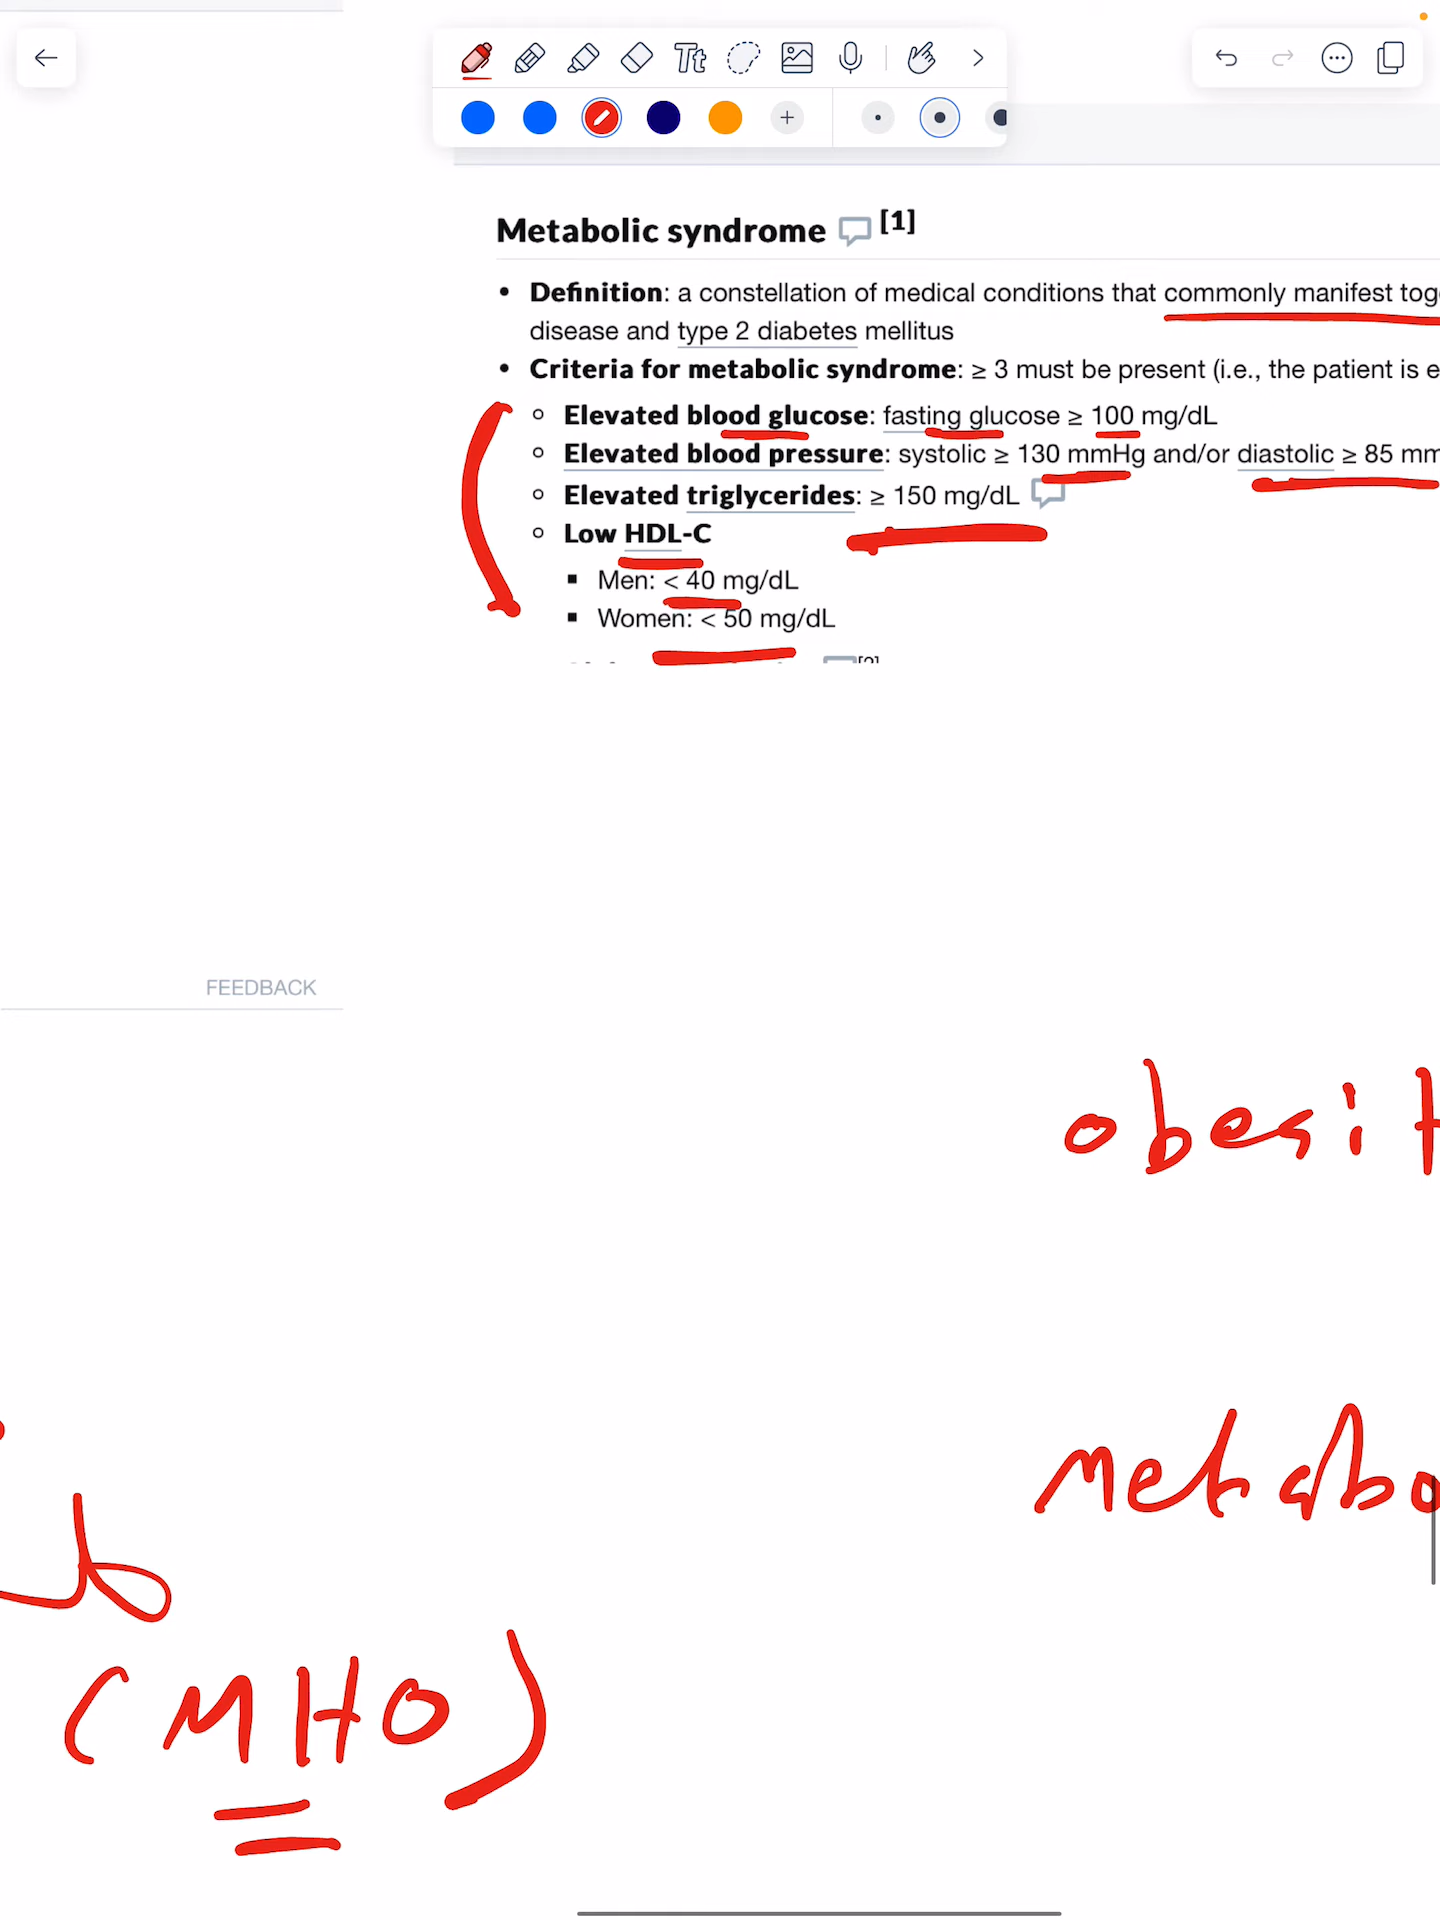 Tt
Metabolic syndrome [1]
• Definition: a constellation of medical conditions that commonly manifest tog
disease and type 2 diabetes mellitus
• Criteria for metabolic syndrome: ≥ 3 must be present (i.e., the patient is e
Elevated blood glucose: fasting glucose ≥ 100 mg/dL
Elevated blood pressure: systolic ≥ 130 mmHg and/or diastolic ≥ 85 mm
Elevated triglycerides: ≥ 150 mg/dL
Low HDL-C
▪ Men: < 40 mg/dL
▪ Women: < 50 mg/dL
FEEDBACK
obesit
metabo
(MHO)